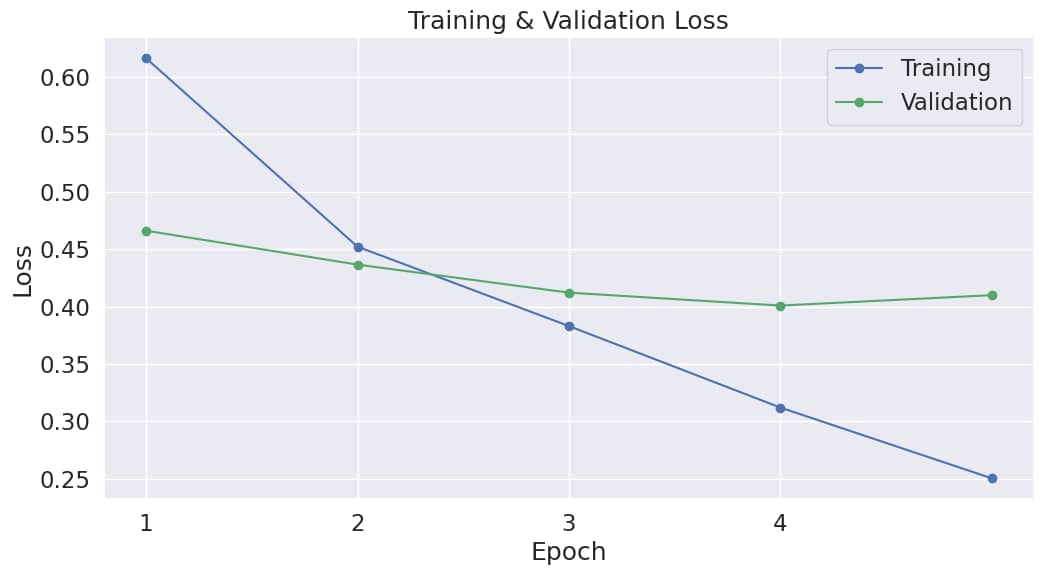 Training & Validation Loss
Training
Validation
0.60
0.55
0.50
0.45
0.40
0.35
0.30
0.25
Loss
1 2 3 4
Epoch